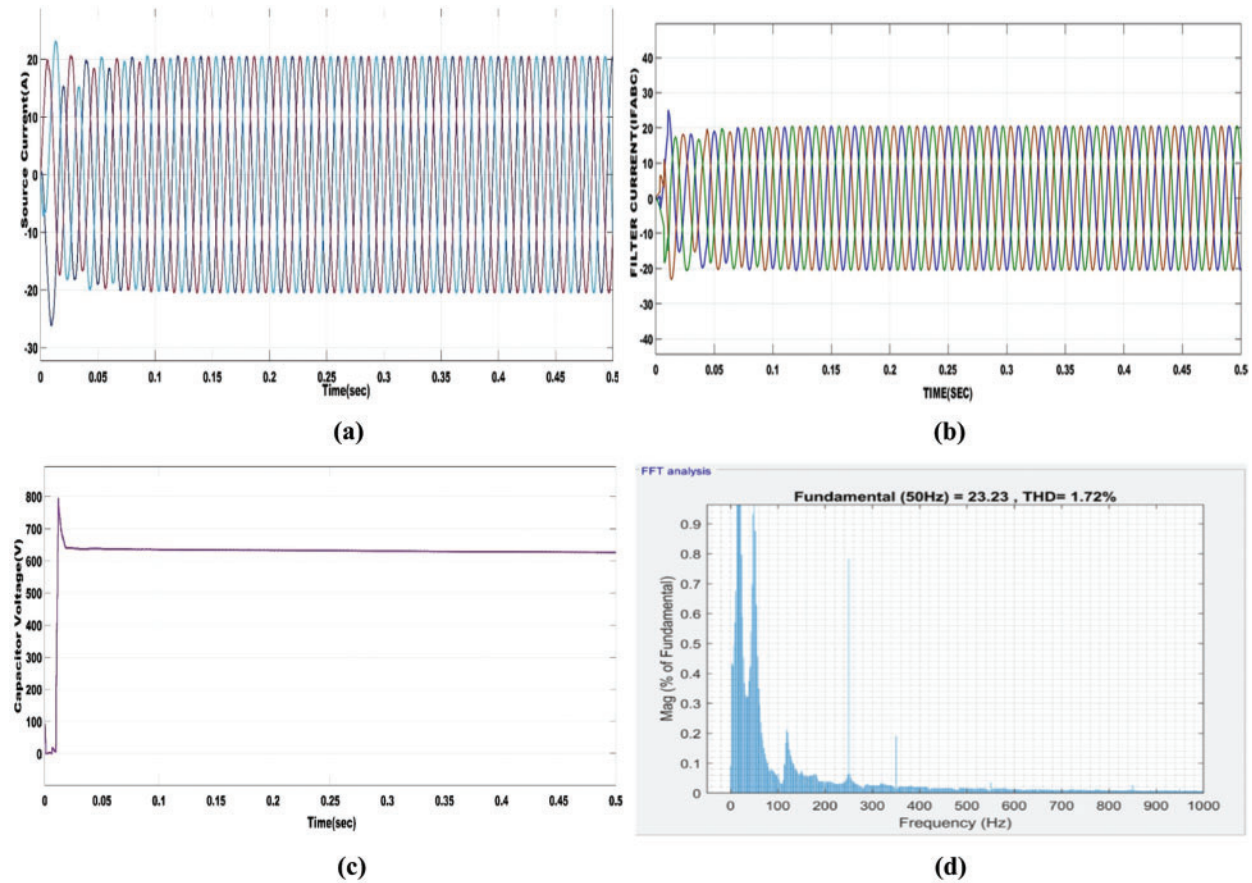 Source Current(A)
20
10
0
-10
-20
-30
0 0.05 0.1 0.15 0.2 0.25 0.3 0.35 0.4 0.45 0.5
Time(sec)
(a)
FILTER CURRENT(IFABC)
40
30
20
10
0
-10
-20
-30
-40
0 0.05 0.1 0.15 0.2 0.25 0.3 0.35 0.4 0.45 0.5
TIME(SEC)
(b)
Capacitor Voltage(V)
800
700
600
500
400
300
200
100
0
0 0.05 0.1 0.15 0.2 0.25 0.3 0.35 0.4 0.45 0.5
Time(sec)
(c)
FFT analysis
Fundamental (50Hz) = 23.23 , THD= 1.72%
Mag (% of Fundamental)
0.9
0.8
0.7
0.6
0.5
0.4
0.3
0.2
0.1
0
0 100 200 300 400 500 600 700 800 900 1000
Frequency (Hz)
(d)